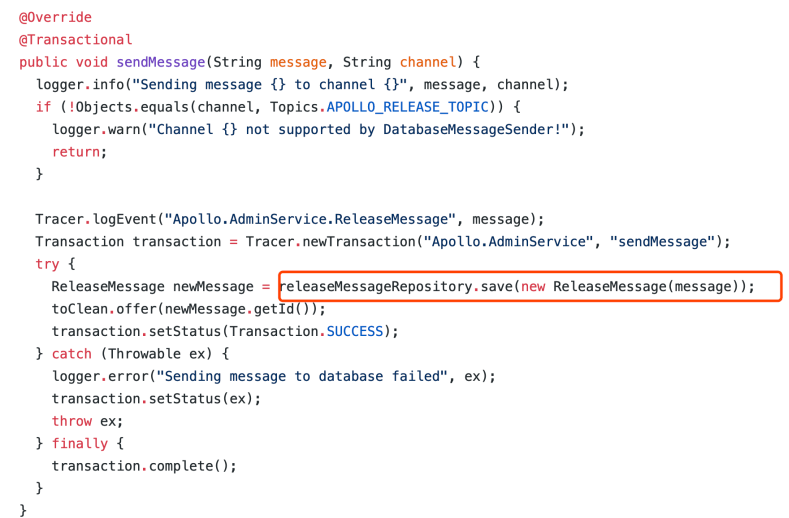 @Override
@Transactional
public void sendMessage(String message, String channel) {
  logger.info("Sending message {} to channel {}", message, channel);
  if (!Objects.equals(channel, Topics.APOLLO_RELEASE_TOPIC)) {
    logger.warn("Channel {} not supported by DatabaseMessageSender!");
    return;
  }

  Tracer.logEvent("Apollo.AdminService.ReleaseMessage", message);
  Transaction transaction = Tracer.newTransaction("Apollo.AdminService", "sendMessage");
  try {
    ReleaseMessage newMessage = releaseMessageRepository.save(new ReleaseMessage(message));
    toClean.offer(newMessage.getId());
    transaction.setStatus(Transaction.SUCCESS);
  } catch (Throwable ex) {
    logger.error("Sending message to database failed", ex);
    transaction.setStatus(ex);
    throw ex;
  } finally {
    transaction.complete();
  }
}